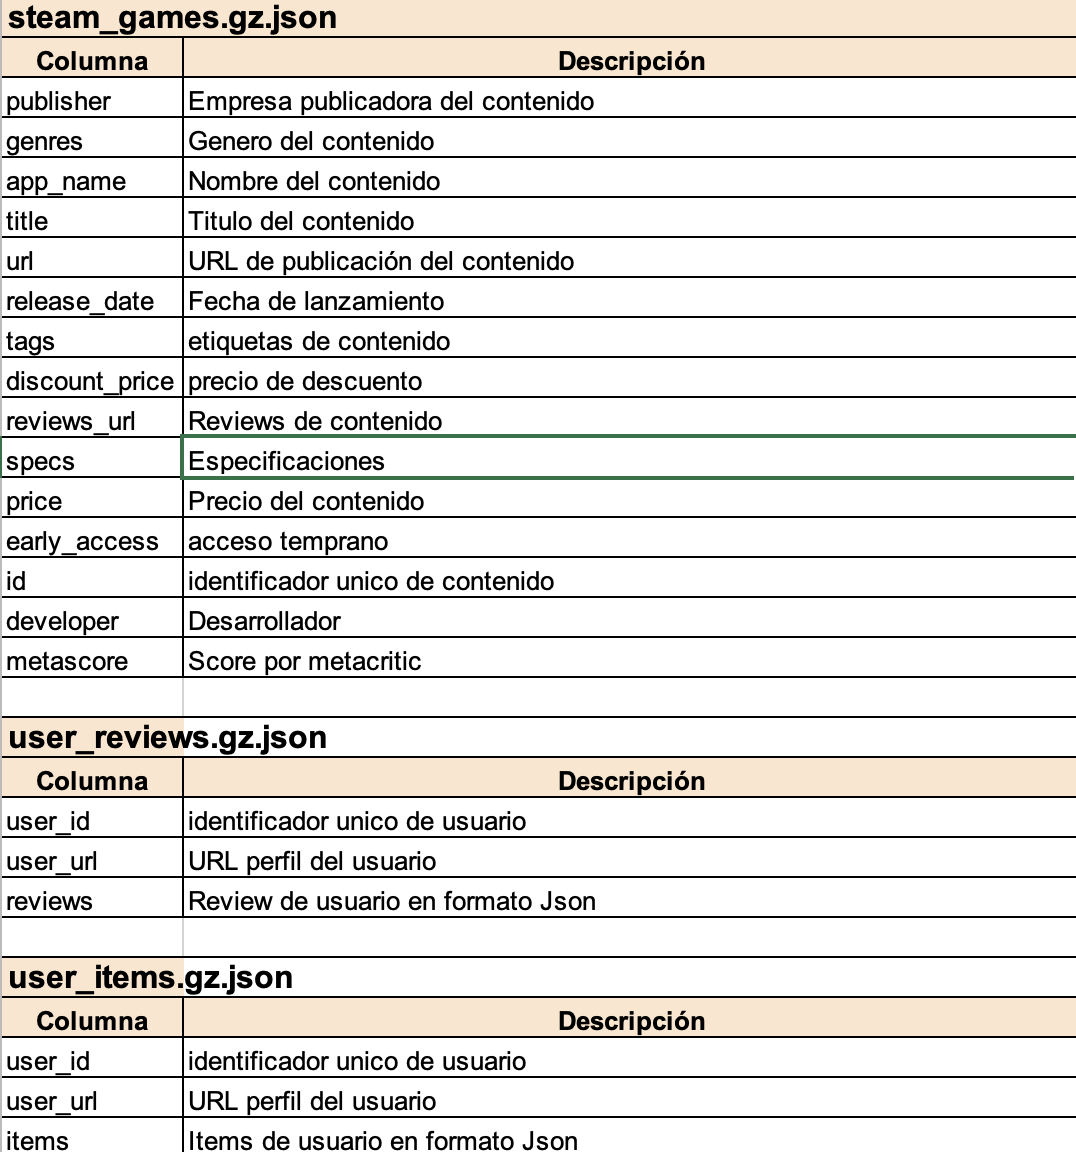 steam_games.gz.json
Columna Descripción
publisher Empresa publicadora del contenido
genres Genero del contenido
app_name Nombre del contenido
title Titulo del contenido
url URL de publicación del contenido
release_date Fecha de lanzamiento
tags etiquetas de contenido
discount_price precio de descuento
reviews_url Reviews de contenido
specs Especificaciones
price Precio del contenido
early_access acceso temprano
id identificador unico de contenido
developer Desarrollador
metascore Score por metacritic
user_reviews.gz.json
Columna Descripción
user_id identificador unico de usuario
user_url URL perfil del usuario
reviews Review de usuario en formato Json
user_items.gz.json
Columna Descripción
user_id identificador unico de usuario
user_url URL perfil del usuario
items Items de usuario en formato Json